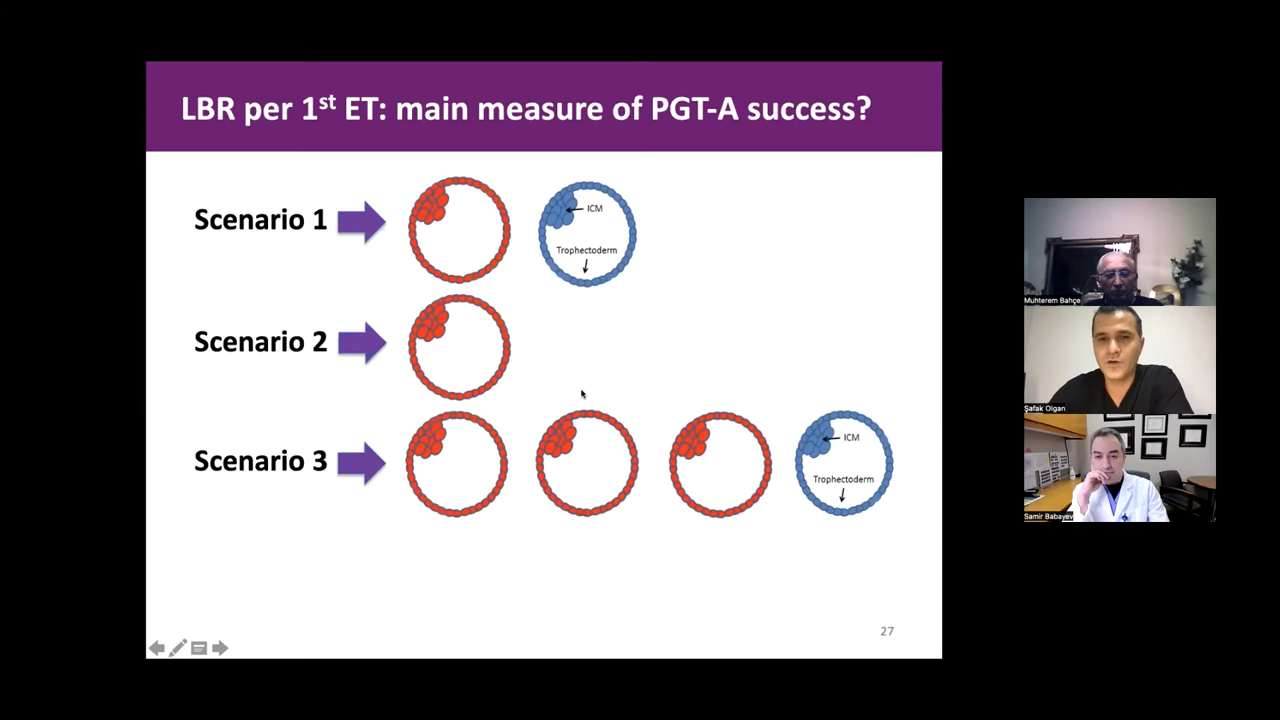 LBR per 1st ET: main measure of PGT-A success?
Scenario 1
ICM
Trophectoderm
Scenario 2
Scenario 3
ICM
Trophectoderm
27
Muhterem Bahçe
Şafak Olgan
Samir Babayev